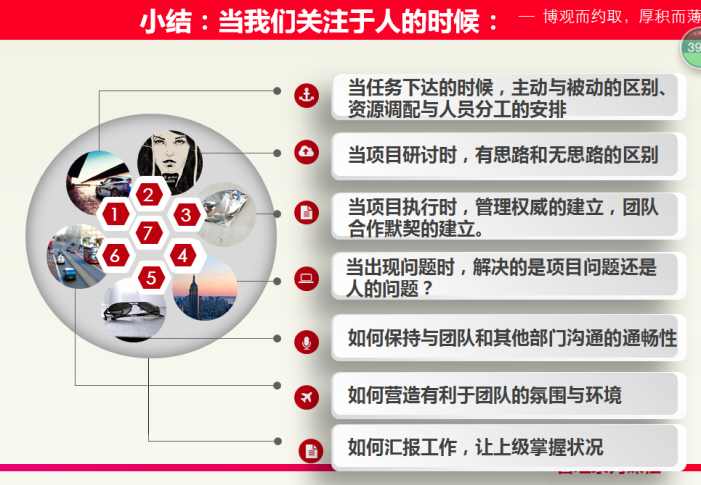 小结：当我们关注于人的时候：
— 博观而约取，厚积而薄
39
当任务下达的时候，主动与被动的区别、
资源调配与人员分工的安排
当项目研讨时，有思路和无思路的区别
当项目执行时，管理权威的建立，团队
合作默契的建立。
当出现问题时，解决的是项目问题还是
人的问题？
如何保持与团队和其他部门沟通的通畅性
如何营造有利于团队的氛围与环境
如何汇报工作，让上级掌握状况
1
2
3
7
6
4
5